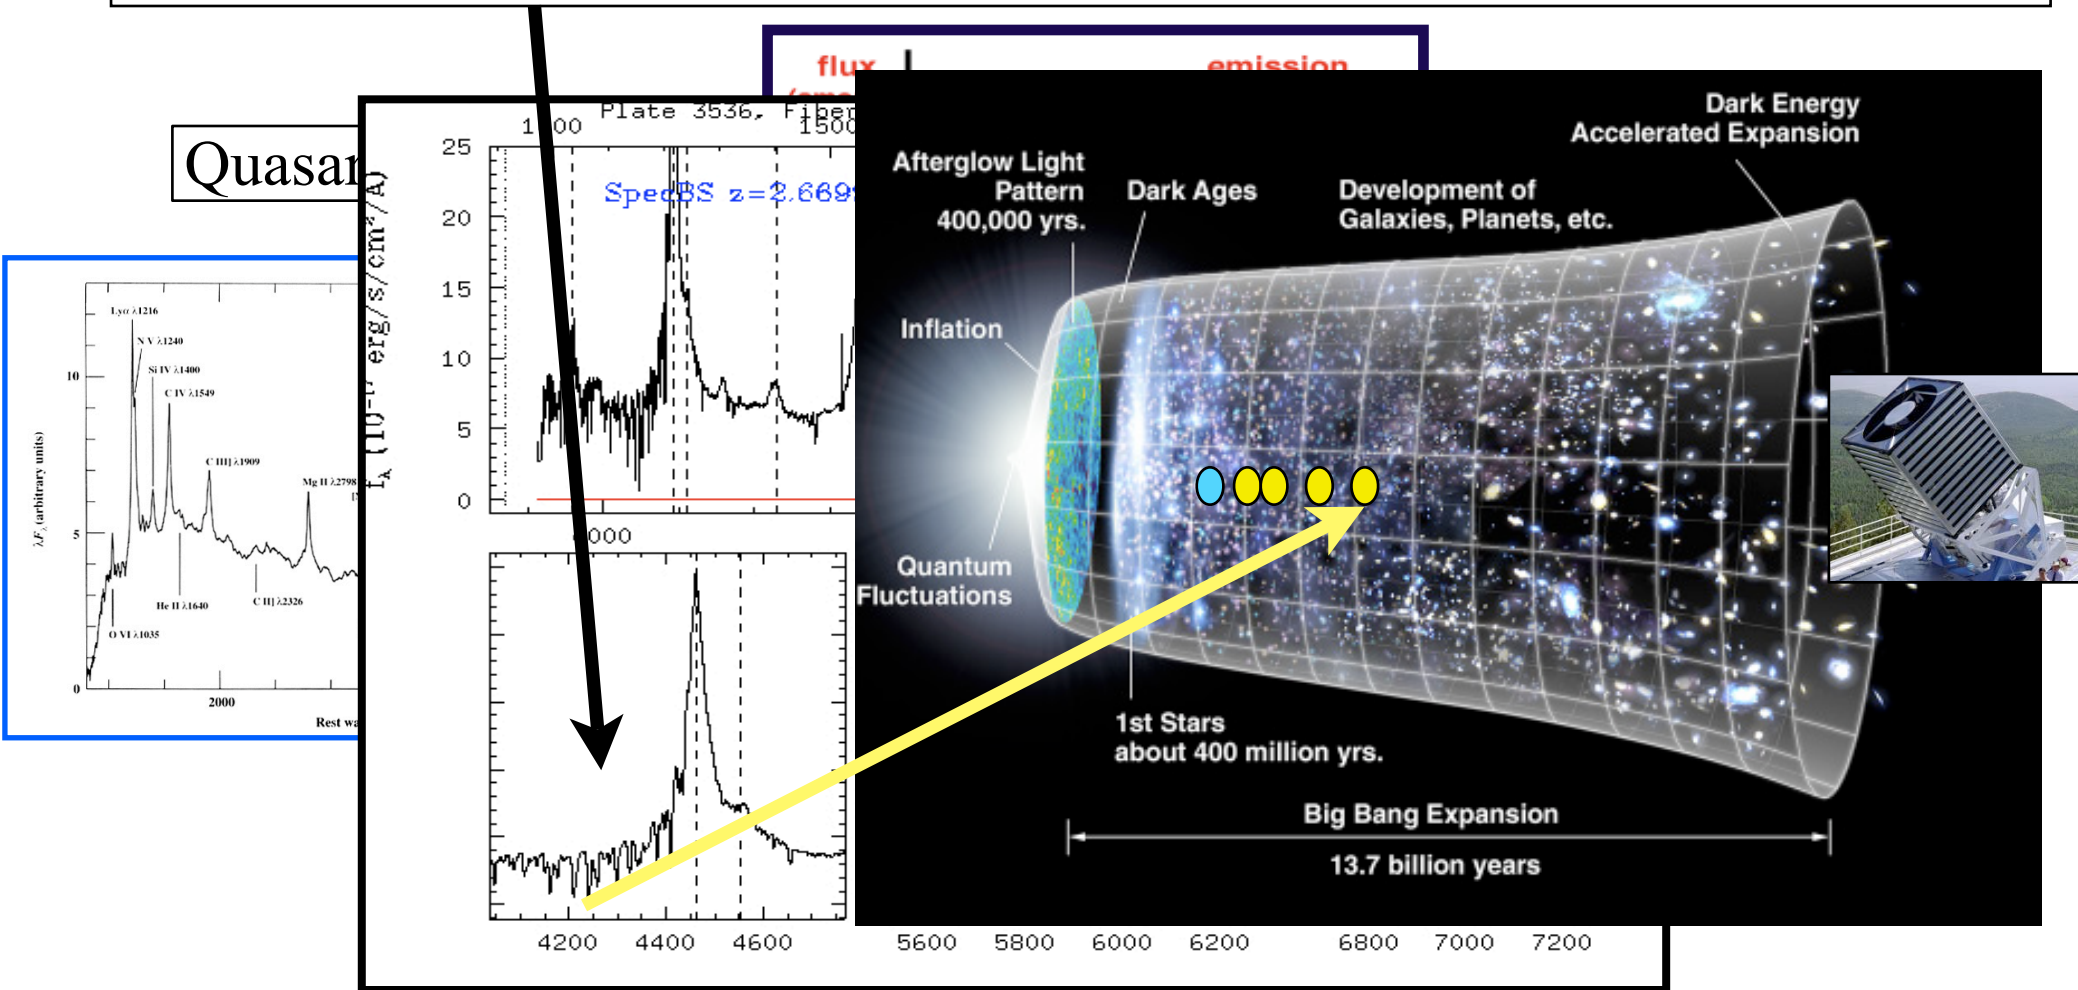 flux
emission
Quasar
Lyα λ1216
N V λ1240
Si IV λ1400
C IV λ1549
C III] λ1909
Mg II λ2798
He II λ1640
C II] λ2326
O VI λ1035
λFλ (arbitrary units)
10
5
0
2000
Rest wa
Plate 3536, Fiber
1500
SpecBS z=2.669
25
20
15
10
5
0
4200 4400 4600
5600 5800 6000 6200 6800 7000 7200
Dark Energy
Accelerated Expansion
Afterglow Light
Pattern
400,000 yrs.
Dark Ages
Development of
Galaxies, Planets, etc.
Inflation
Quantum
Fluctuations
1st Stars
about 400 million yrs.
Big Bang Expansion
13.7 billion years